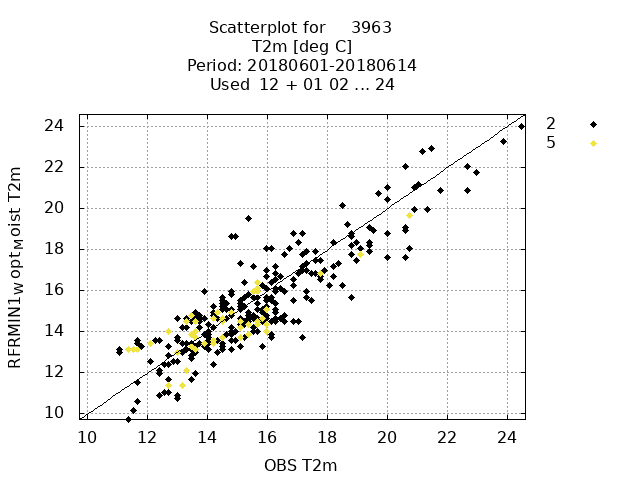 Scatterplot for 3963
T2m [deg C]
Period: 20180601-20180614
Used 12 + 01 02 ... 24
2
5
24
22
20
18
16
14
12
10
RFRMIN1WoptMoist T2m
10 12 14 16 18 20 22 24
OBS T2m